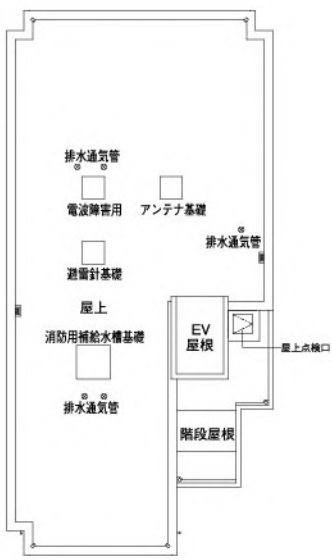 排水通気管
電波障害用
アンテナ基礎
排水通気管
避雷針基礎
屋上
EV
屋根
消防用補給水槽基礎
屋上点検口
排水通気管
階段屋根